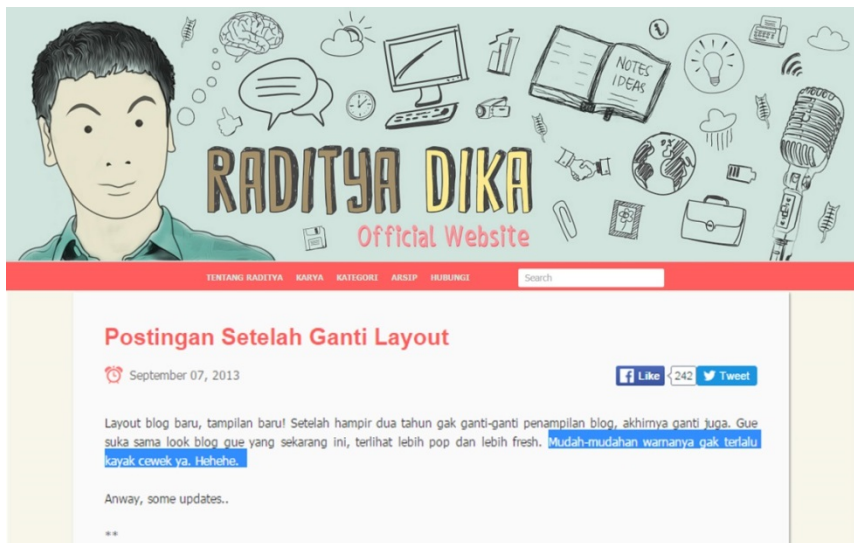 NOTES
IDEAS
RADITYA DIKA
Official Website
TENTANG RADITYA KARYA KATEGORI ARSIP HUBUNGI Search
Postingan Setelah Ganti Layout
September 07, 2013
Like 242 Tweet
Layout blog baru, tampilan baru! Setelah hampir dua tahun gak ganti-ganti penampilan blog, akhirnya ganti juga. Gue
suka sama look blog gue yang sekarang ini, terlihat lebih pop dan lebih fresh. Mudah-mudahan warnanya gak terlalu
kayak cewek ya. Hehehe.
Anway, some updates..
**